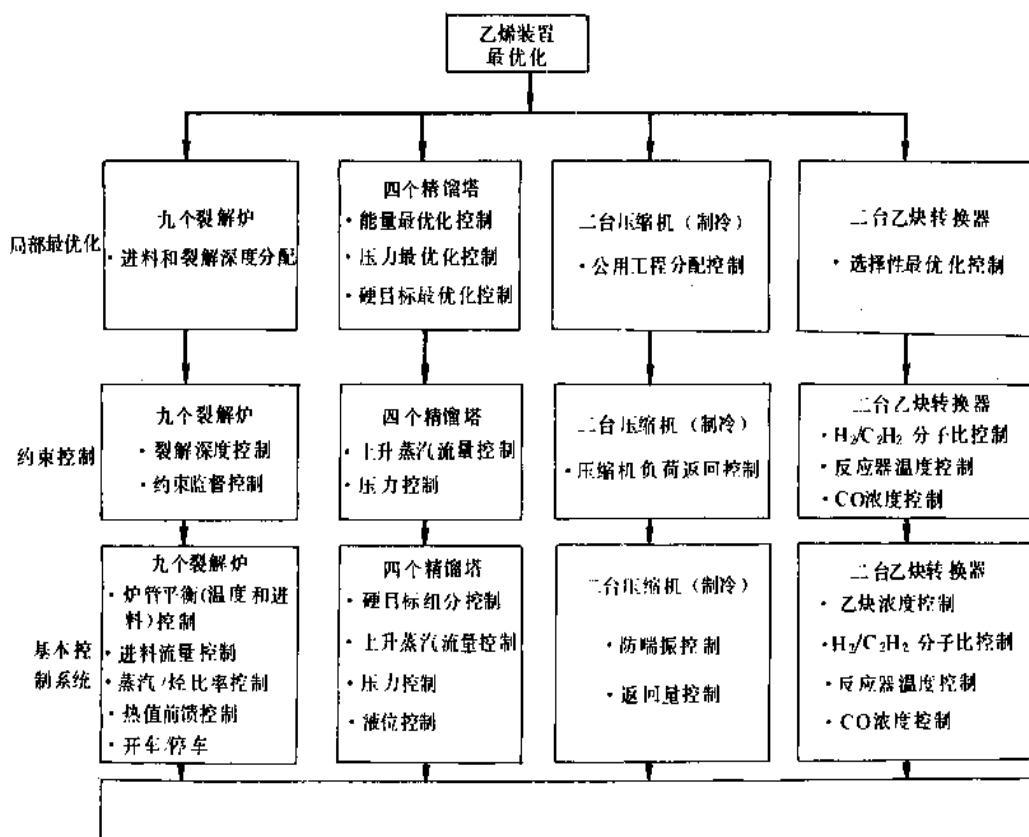 乙烯装置
最优化
局部最优化
九个裂解炉
·进料和裂解深度分配
四个精馏塔
·能量最优化控制
·压力最优化控制
·硬目标最优化控制
二台压缩机（制冷）
·公用工程分配控制
二台乙炔转换器
·选择性最优化控制
约束控制
九个裂解炉
·裂解深度控制
·约束监督控制
四个精馏塔
·上升蒸汽流量控制
·压力控制
二台压缩机（制冷）
·压缩机负荷返回控制
二台乙炔转换器
·H₂/C₂H₂ 分子比控制
·反应器温度控制
·CO浓度控制
基本控
制系统
九个裂解炉
·炉管平衡(温度和进
料)控制
·进料流量控制
·蒸汽/烃比率控制
·热值前馈控制
·开车/停车
四个精馏塔
·硬目标组分控制
·上升蒸汽流量控制
·压力控制
·液位控制
二台压缩机（制冷）
·防喘振控制
·返回量控制
二台乙炔转换器
·乙炔浓度控制
·H₂/C₂H₂ 分子比控制
·反应器温度控制
·CO浓度控制